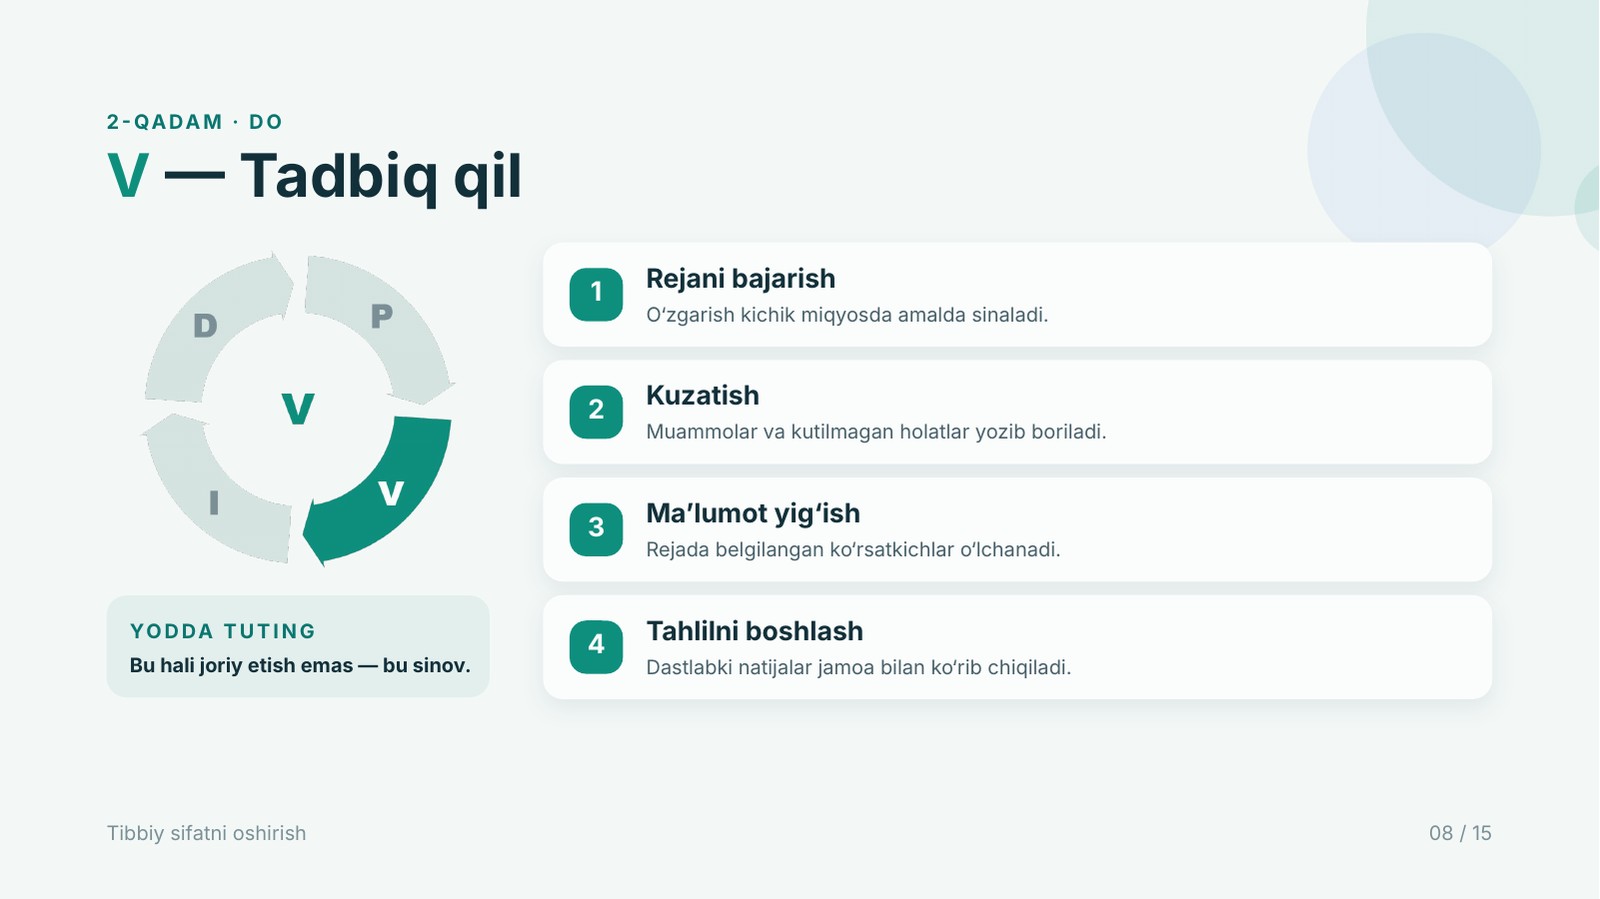 2-QADAM · DO
V — Tadbiq qil
D
P
V
I
V
YODDA TUTING
Bu hali joriy etish emas — bu sinov.
1
Rejani bajarish
O‘zgarish kichik miqyosda amalda sinaladi.
2
Kuzatish
Muammolar va kutilmagan holatlar yozib boriladi.
3
Ma’lumot yig‘ish
Rejada belgilangan ko‘rsatkichlar o‘lchanadi.
4
Tahlilni boshlash
Dastlabki natijalar jamoa bilan ko‘rib chiqiladi.
Tibbiy sifatni oshirish
08 / 15